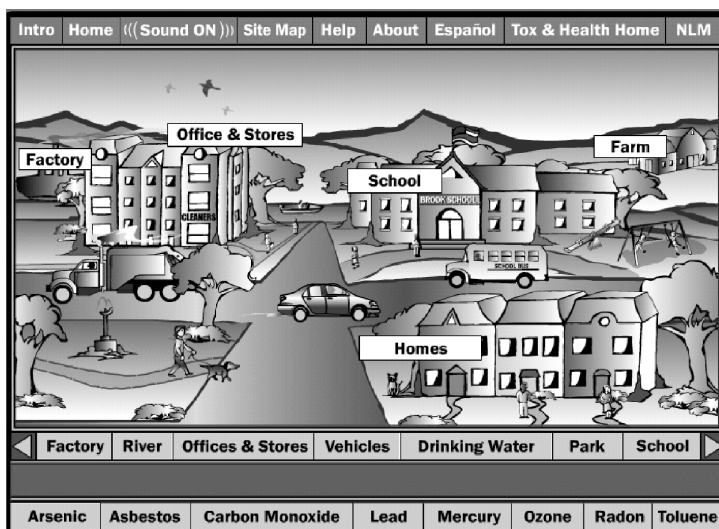 Intro Home (((Sound ON))) Site Map Help About Español Tox & Health Home NLM
Office & Stores
Factory
Farm
School
BROOK SCHOOL
CLEANERS
SCHOOL BUS
Homes
Factory River Offices & Stores Vehicles Drinking Water Park School
Arsenic Asbestos Carbon Monoxide Lead Mercury Ozone Radon Toluene